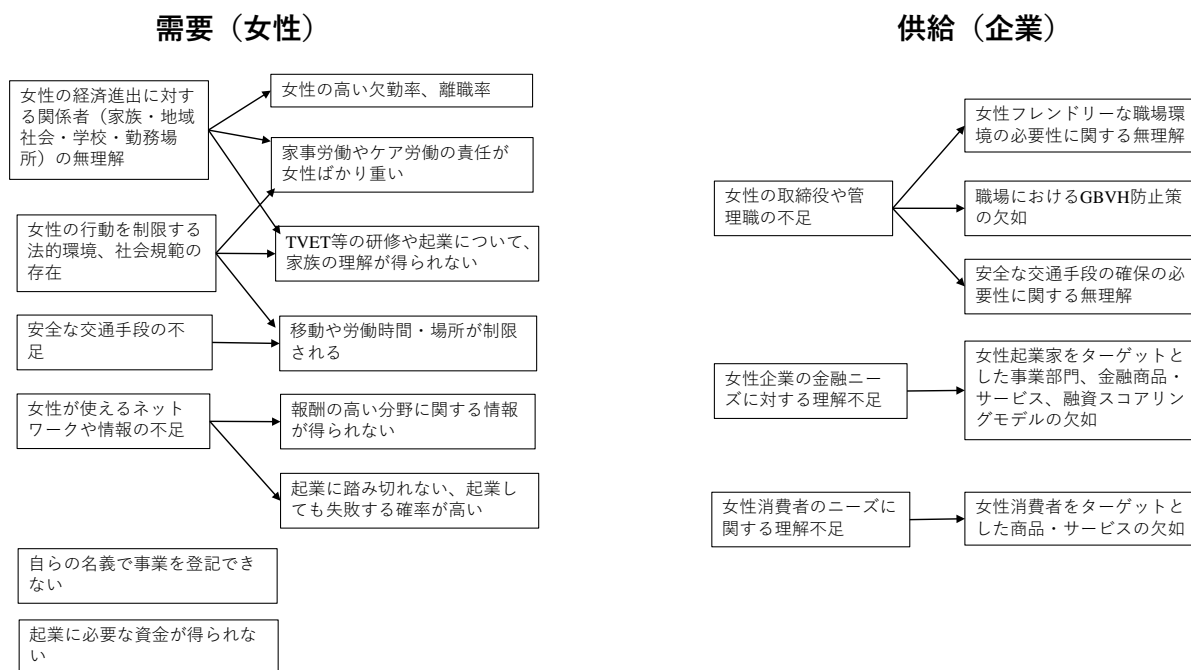 需要（女性）
女性の経済進出に対す
る関係者（家族・地域
社会・学校・勤務場
所）の無理解
女性の行動を制限する
法的環境、社会規範の
存在
安全な交通手段の不
足
女性が使えるネット
ワークや情報の不足
自らの名義で事業を登記でき
ない
起業に必要な資金が得られな
い
女性の高い欠勤率、離職率
家事労働やケア労働の責任が
女性ばかり重い
TVET等の研修や起業について、
家族の理解が得られない
移動や労働時間・場所が制限
される
報酬の高い分野に関する情報
が得られない
起業に踏み切れない、起業し
ても失敗する確率が高い
供給（企業）
女性の取締役や管
理職の不足
女性企業の金融ニー
ズに対する理解不足
女性消費者のニーズに
関する理解不足
女性フレンドリーな職場環
境の必要性に関する無理解
職場におけるGBVH防止策
の欠如
安全な交通手段の確保の必
要性に関する無理解
女性起業家をターゲットと
した事業部門、金融商品・
サービス、融資スコアリン
グモデルの欠如
女性消費者をターゲットと
した商品・サービスの欠如